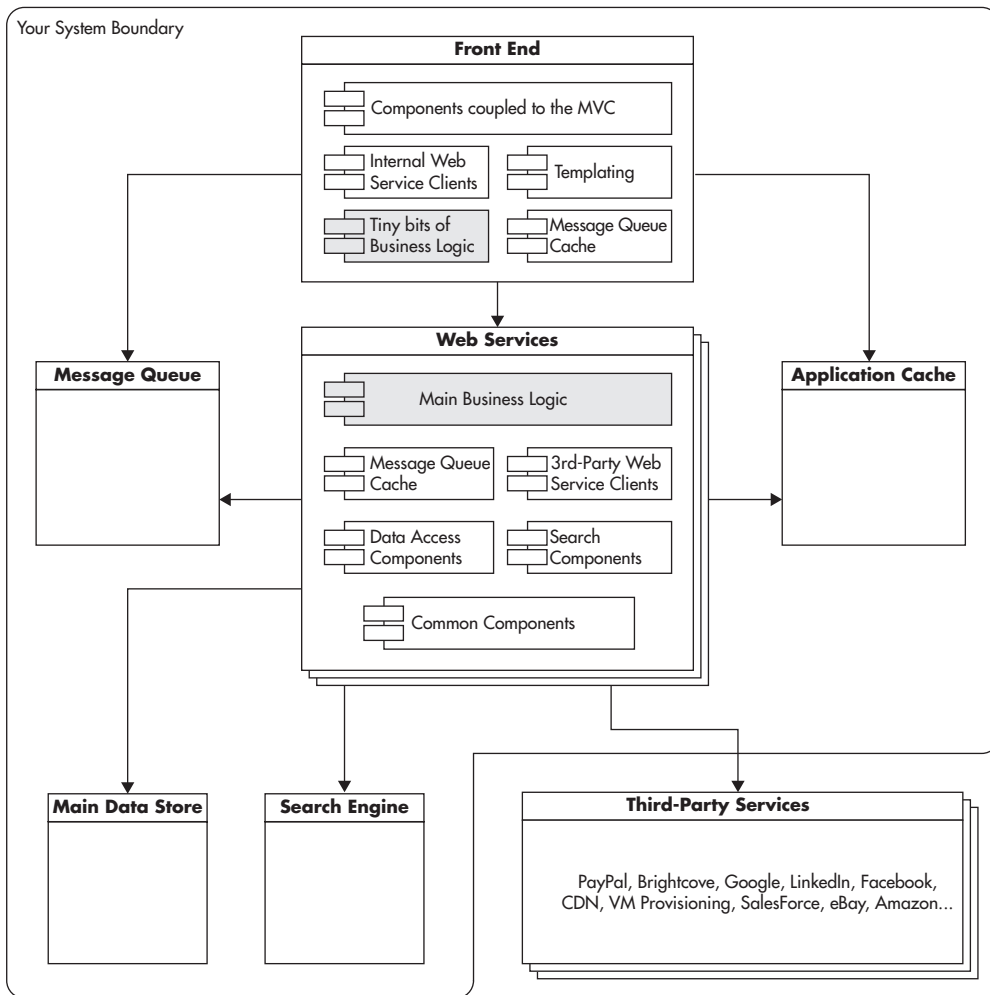 Your System Boundary
Front End
Components coupled to the MVC
Internal Web
Service Clients
Templating
Tiny bits of
Business Logic
Message Queue
Cache
Web Services
Message Queue
Application Cache
Main Business Logic
Message Queue
Cache
3rd-Party Web
Service Clients
Data Access
Components
Search
Components
Common Components
Main Data Store
Search Engine
Third-Party Services
PayPal, Brightcove, Google, LinkedIn, Facebook,
CDN, VM Provisioning, SalesForce, eBay, Amazon...